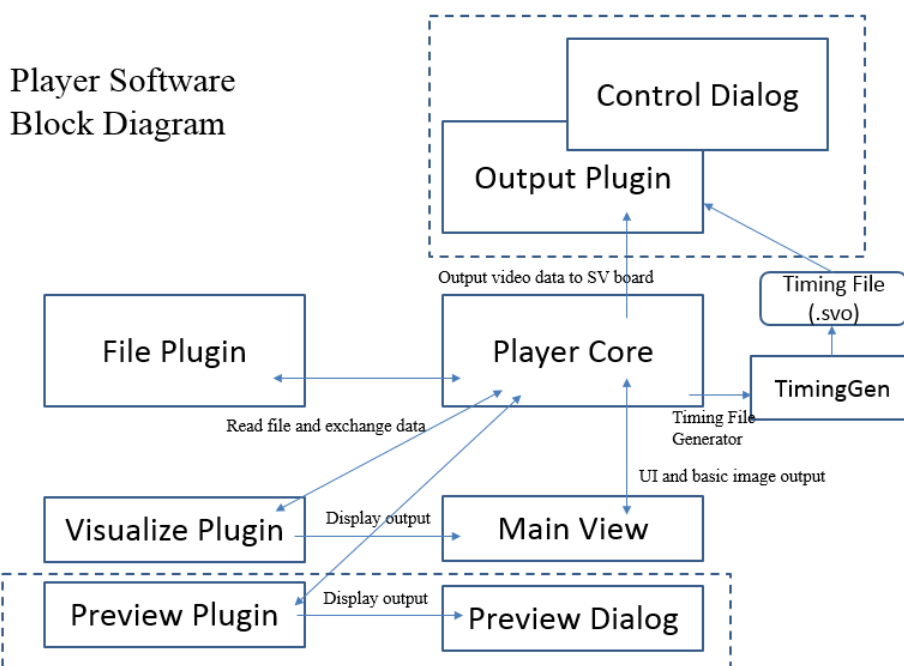 Player Software
Block Diagram
Control Dialog
Output Plugin
Output video data to SV board
Timing File
(.svo)
File Plugin
Player Core
TimingGen
Read file and exchange data
Timing File
Generator
UI and basic image output
Visualize Plugin
Display output
Main View
Preview Plugin
Display output
Preview Dialog